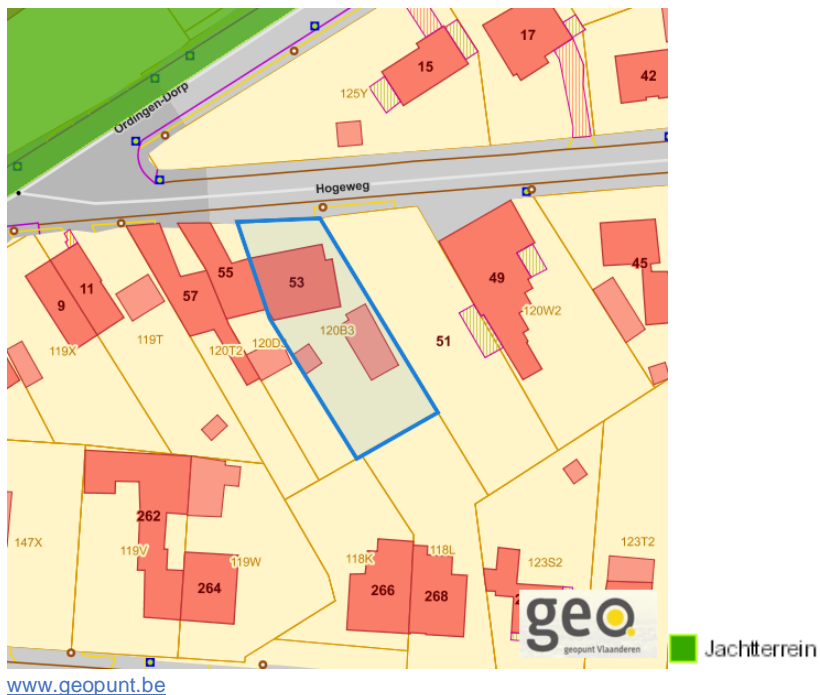 17
15
42
125Y
Ordingen-Dorp
Hogeweg
55
53
49
45
11
9
57
120B3
51
120W2
119X
119T
120T2
120D3
262
147X
119V
119W
264
118K
118L
266
268
123S2
123T2
geo
geopunt Vlaanderen
Jachtterrein
www.geopunt.be